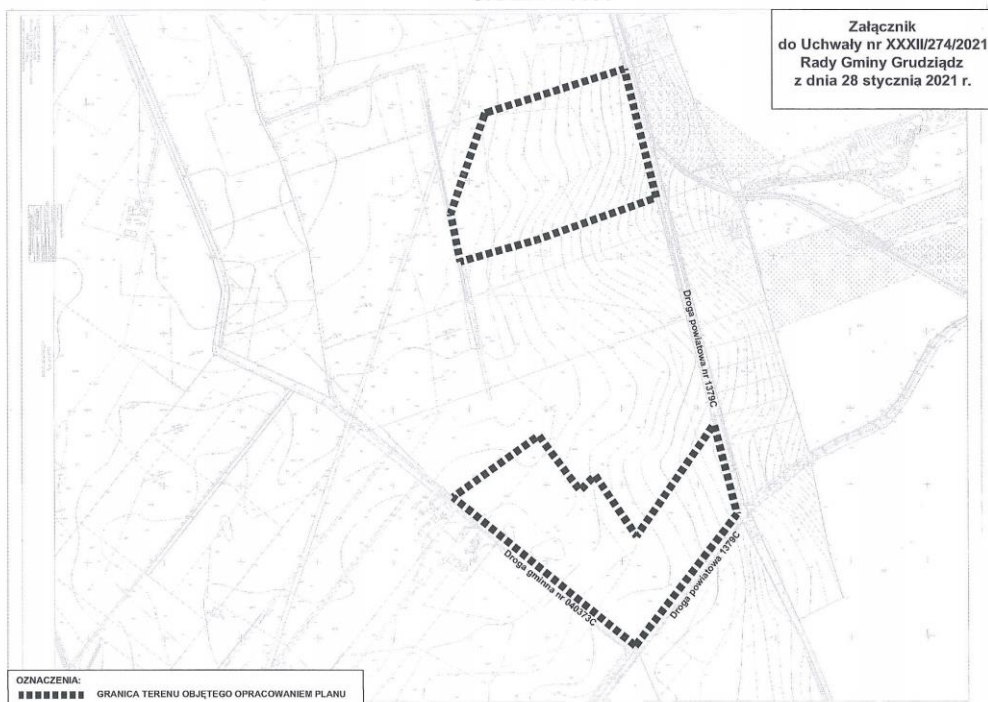 Załącznik
do Uchwały nr XXXII/274/2021
Rady Gminy Grudziądz
z dnia 28 stycznia 2021 r.
Droga powiatowa nr 1379C
Droga gminna nr 040373C
Droga powiatowa 1379C
OZNACZENIA:
GRANICA TERENU OBJĘTEGO OPRACOWANIEM PLANU